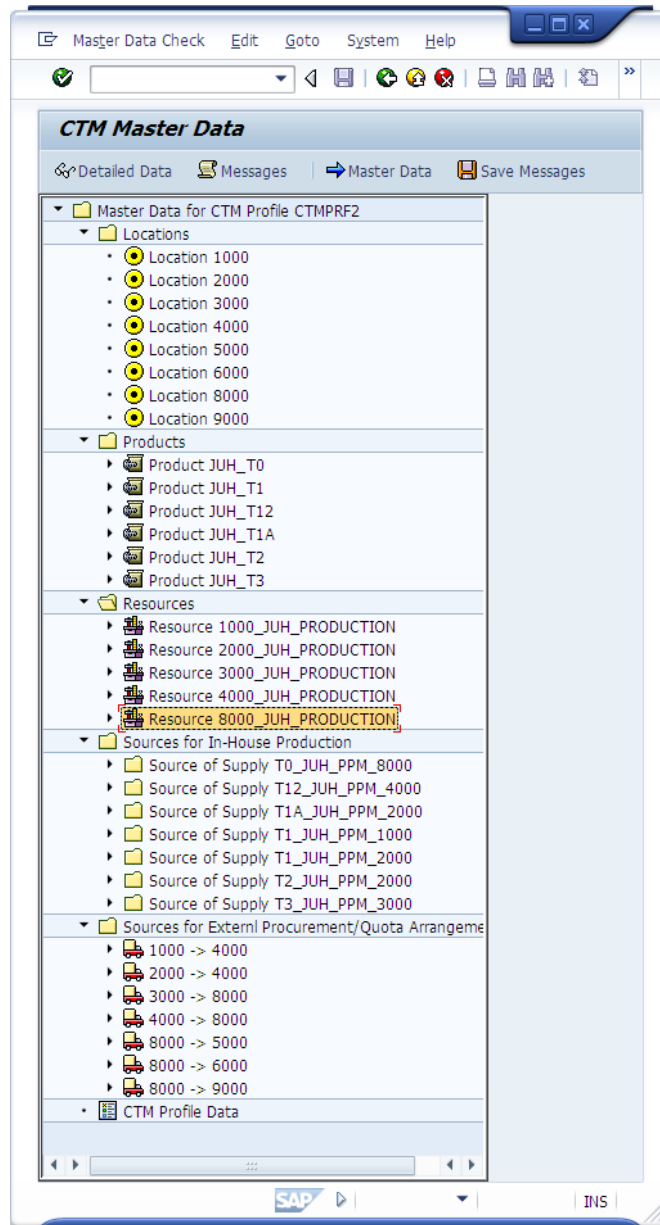 Master Data Check Edit Goto System Help
CTM Master Data
Detailed Data Messages Master Data Save Messages
Master Data for CTM Profile CTMPRF2
Locations
Location 1000
Location 2000
Location 3000
Location 4000
Location 5000
Location 6000
Location 8000
Location 9000
Products
Product JUH_T0
Product JUH_T1
Product JUH_T12
Product JUH_T1A
Product JUH_T2
Product JUH_T3
Resources
Resource 1000_JUH_PRODUCTION
Resource 2000_JUH_PRODUCTION
Resource 3000_JUH_PRODUCTION
Resource 4000_JUH_PRODUCTION
Resource 8000_JUH_PRODUCTION
Sources for In-House Production
Source of Supply T0_JUH_PPM_8000
Source of Supply T12_JUH_PPM_4000
Source of Supply T1A_JUH_PPM_2000
Source of Supply T1_JUH_PPM_1000
Source of Supply T1_JUH_PPM_2000
Source of Supply T2_JUH_PPM_2000
Source of Supply T3_JUH_PPM_3000
Sources for Externl Procurement/Quota Arrangeme
1000 -> 4000
2000 -> 4000
3000 -> 8000
4000 -> 8000
8000 -> 5000
8000 -> 6000
8000 -> 9000
CTM Profile Data
SAP INS